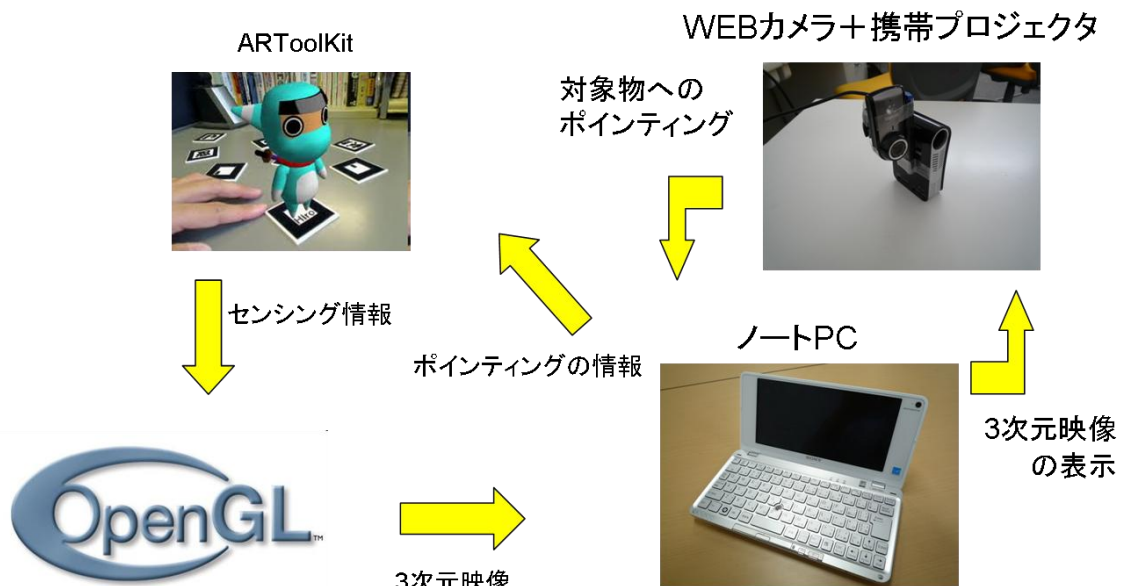 ARToolKit
WEBカメラ+携帯プロジェクタ
対象物への
ポインティング
Hiro
センシング情報
ポインティングの情報
ノートPC
3次元映像
の表示
OpenGL™
3次元映像
SONY